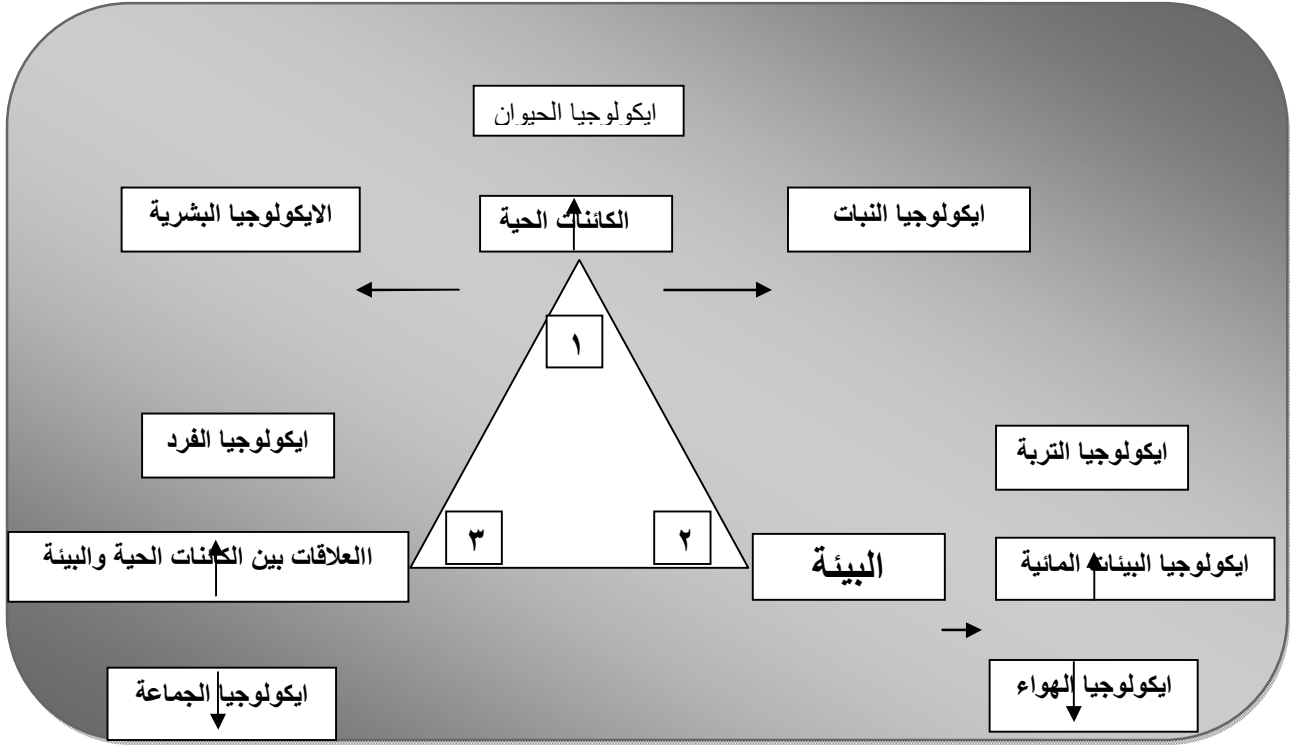 ايكولوجيا الحيوان
الايكولوجيا البشرية
الكائنات الحية
ايكولوجيا النبات
١
ايكولوجيا الفرد
ايكولوجيا التربة
٣
٢
االعلاقات بين الكائنات الحية والبيئة
البيئة
ايكولوجيا البيئات المائية
ايكولوجيا الجماعة
ايكولوجيا الهواء